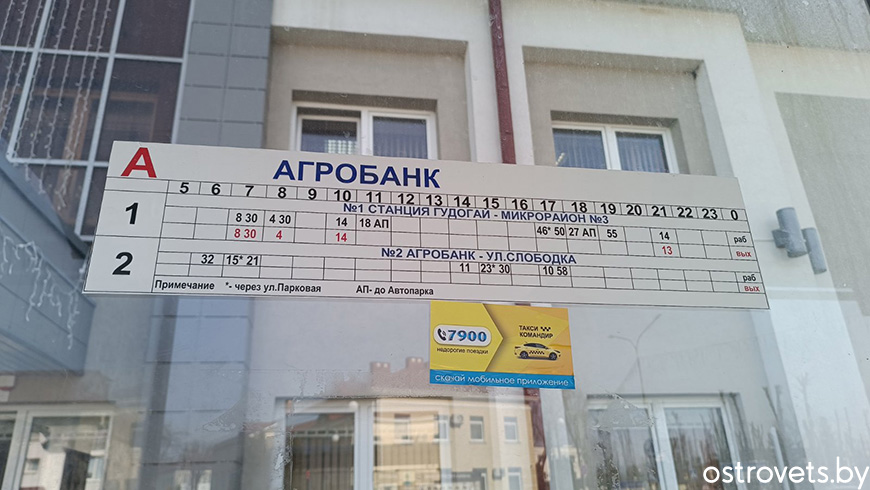 А АГРОБАНК
5 6 7 8 9 10 11 12 13 14 15 16 17 18 19 20 21 22 23 0
1 №1 СТАНЦИЯ ГУДОГАЙ - МИКРОРАЙОН №3
8 30 4 30 14 18 АП 46* 50 27 АП 55 14 раб
8 30 4 14 13 вых
2 №2 АГРОБАНК - УЛ.СЛОБОДКА
32 15* 21 11 23* 30 10 58 раб
вых
Примечание *- через ул.Парковая АП- до Автопарка
7900
недорогие поездки
ТАКСИ
КОМАНДИР
скачай мобильное приложение
ostrovets.by